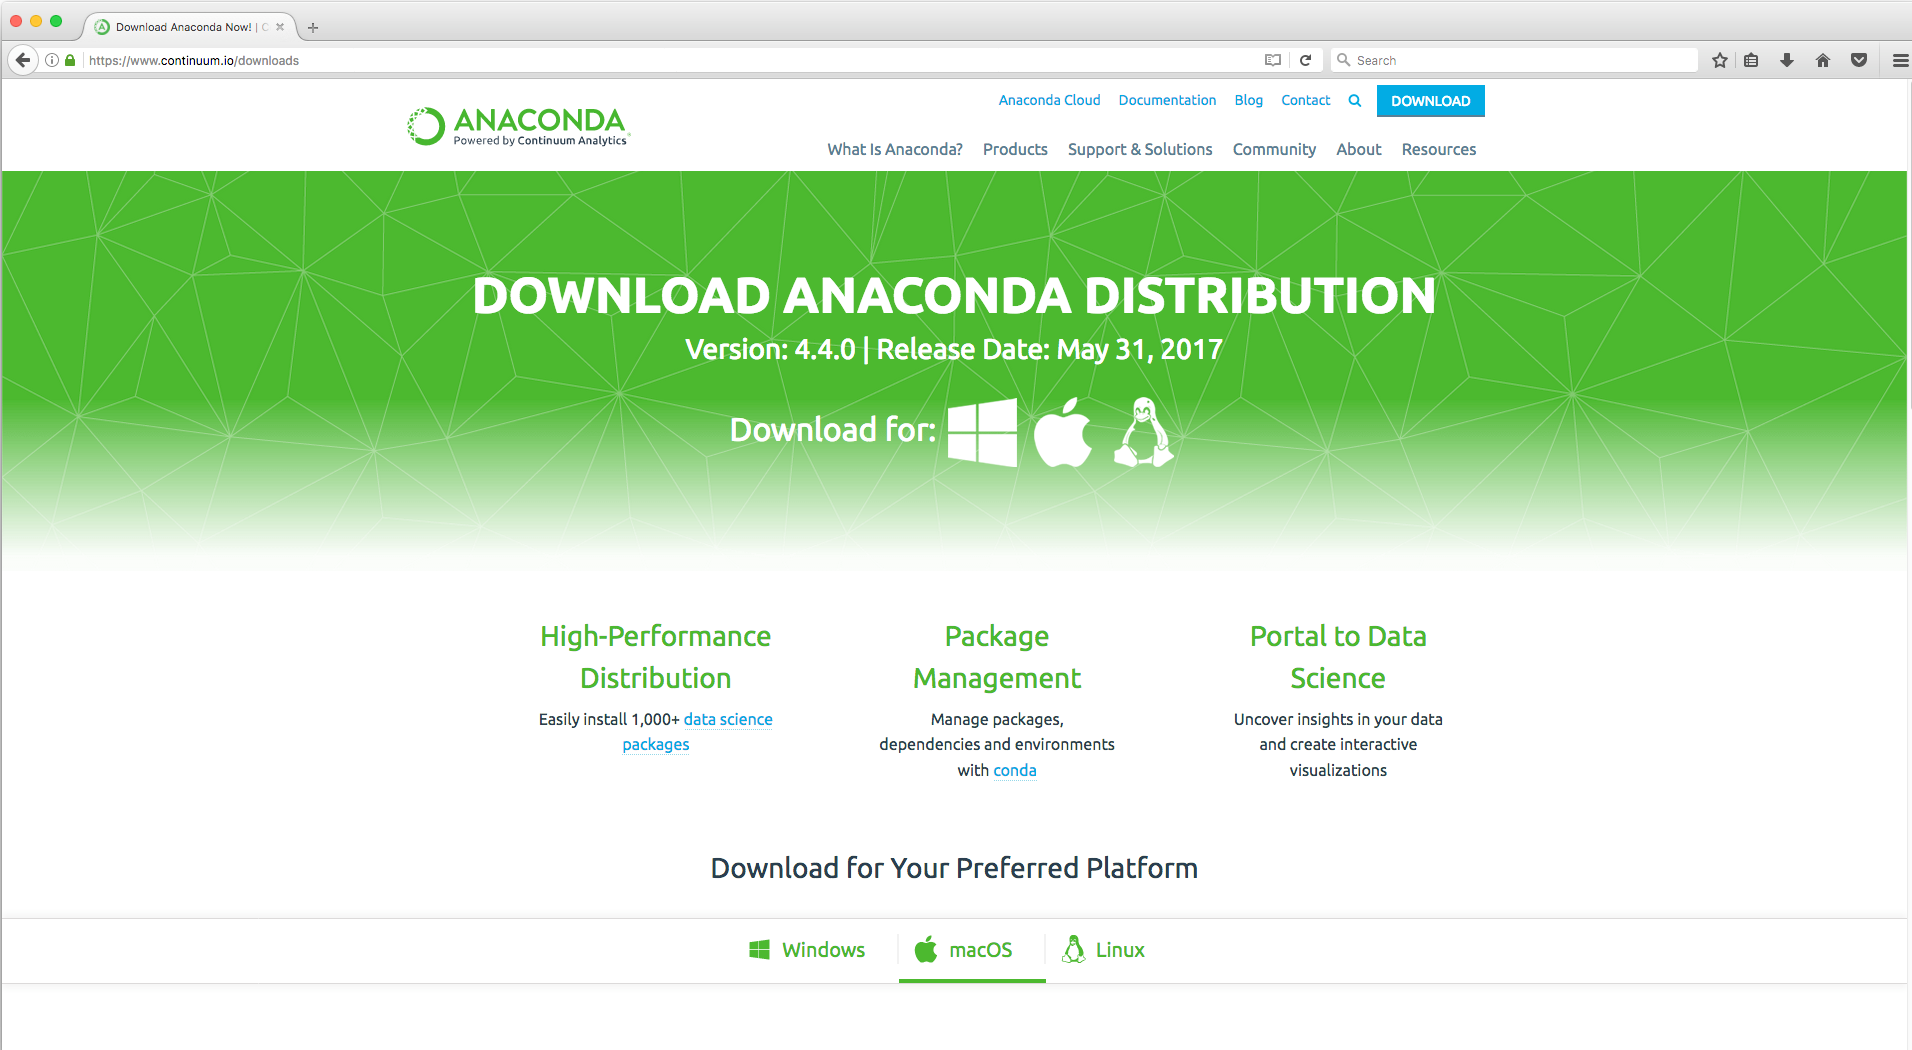 Download Anaconda Now! | C
https://www.continuum.io/downloads
Search
Anaconda Cloud Documentation Blog Contact DOWNLOAD
ANACONDA
Powered by Continuum Analytics
What Is Anaconda? Products Support & Solutions Community About Resources
DOWNLOAD ANACONDA DISTRIBUTION
Version: 4.4.0 | Release Date: May 31, 2017
Download for:
High-Performance
Distribution
Easily install 1,000+ data science
packages
Package
Management
Manage packages,
dependencies and environments
with conda
Portal to Data
Science
Uncover insights in your data
and create interactive
visualizations
Download for Your Preferred Platform
Windows macOS Linux